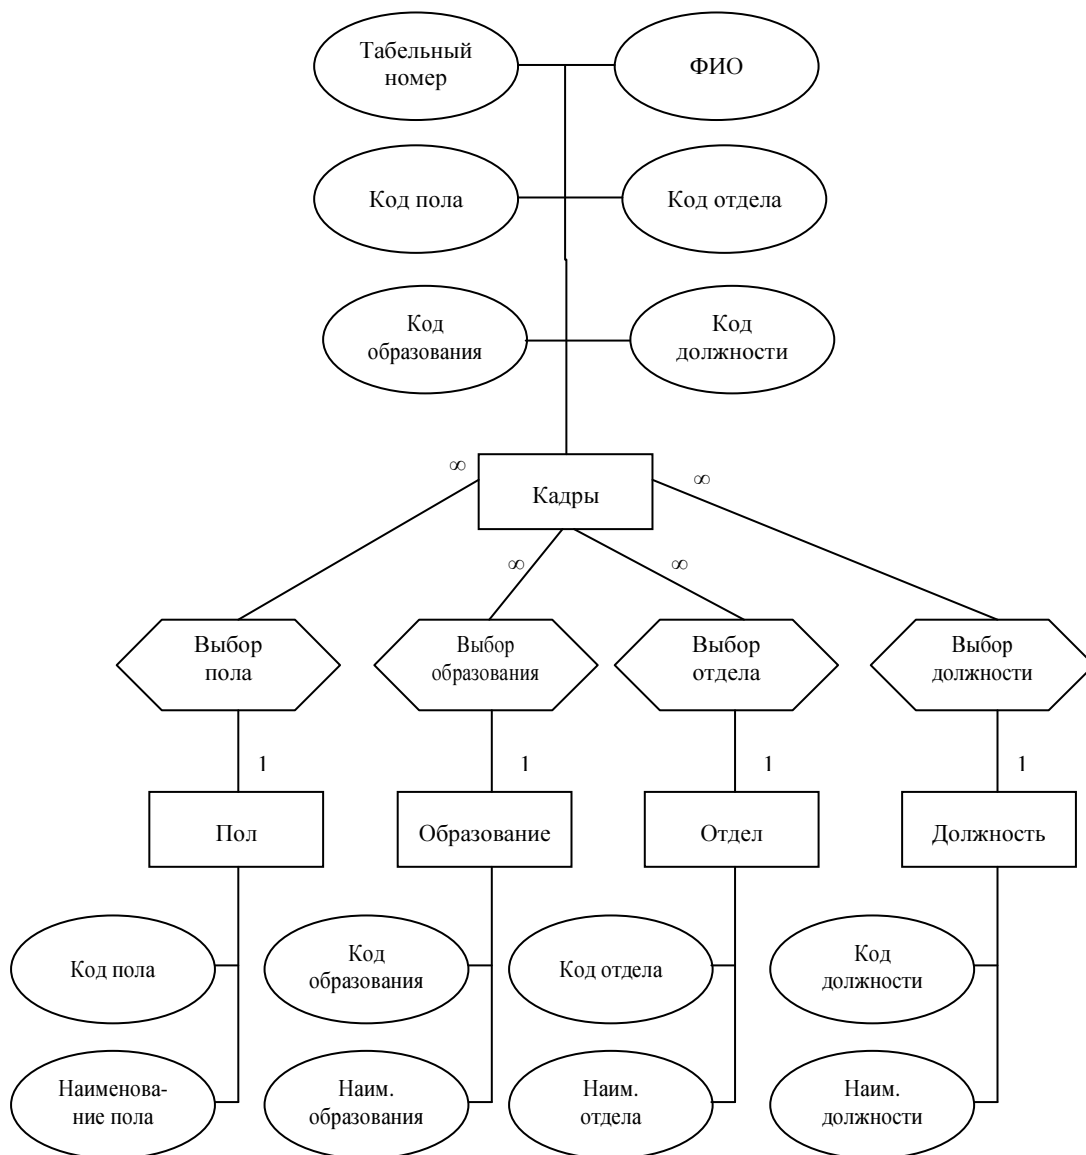 Табельный
номер
ФИО
Код пола
Код отдела
Код
образования
Код
должности
∞
Кадры
∞
∞
∞
Выбор
пола
Выбор
образования
Выбор
отдела
Выбор
должности
1
1
1
1
Пол
Образование
Отдел
Должность
Код пола
Код
образования
Код отдела
Код
должности
Наименова-
ние пола
Наим.
образования
Наим.
отдела
Наим.
должности